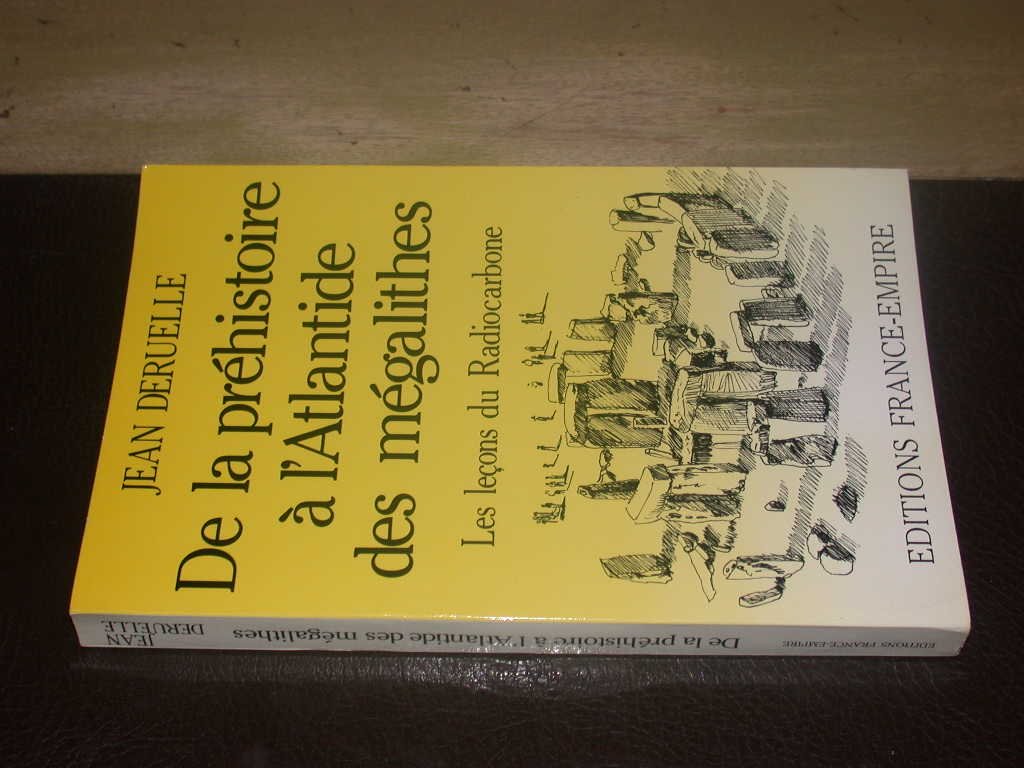 JEAN DERUELLE
De la préhistoire
à l'Atlantide
des mégalithes
Les leçons du Radiocarbone
EDITIONS FRANCE-EMPIRE
JEAN
DERUELLE
De la préhistoire à l'Atlantide des mégalithes
EDITIONS FRANCE-EMPIRE